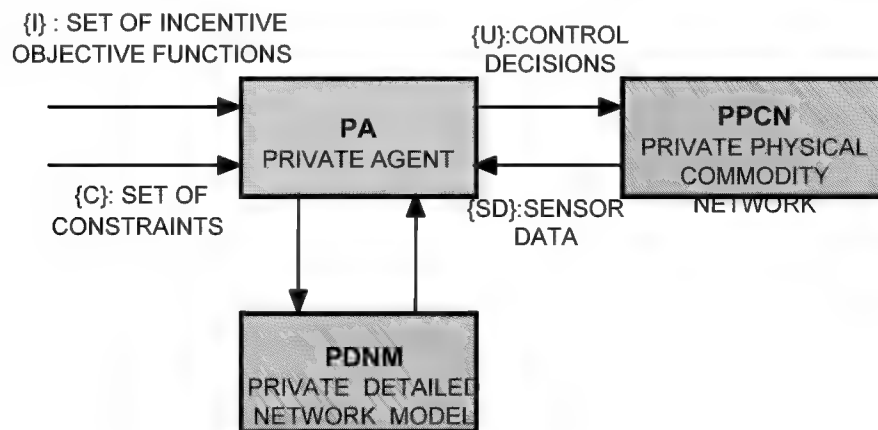 {I} : SET OF INCENTIVE
OBJECTIVE FUNCTIONS
{U}:CONTROL
DECISIONS
PA
PRIVATE AGENT
PPCN
PRIVATE PHYSICAL
COMMODITY
NETWORK
{C}: SET OF
CONSTRAINTS
{SD}:SENSOR
DATA
PDNM
PRIVATE DETAILED
NETWORK MODEL